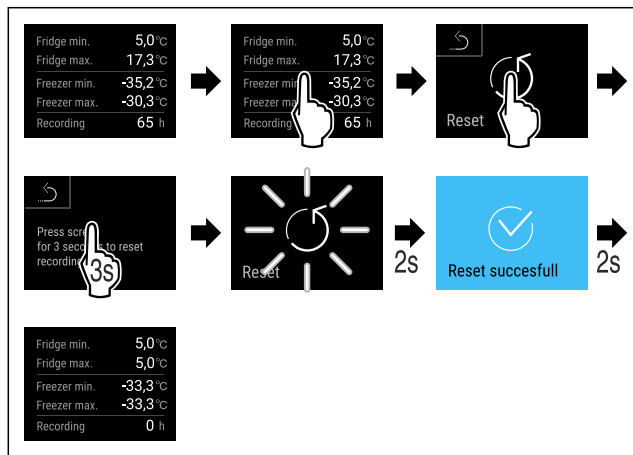 Fridge min. 5,0°C
Fridge max. 17,3°C
Freezer min. -35,2°C
Freezer max. -30,3°C
Recording 65 h
Fridge min. 5,0°C
Fridge max. 17,3°C
Freezer -35,2°C
Freezer -30,3°C
Recording 65 h
Reset
Press
for 3 to reset
recording
3s
Reset
2s
Reset succesfull
2s
Fridge min. 5,0°C
Fridge max. 5,0°C
Freezer min. -33,3°C
Freezer max. -33,3°C
Recording 0 h